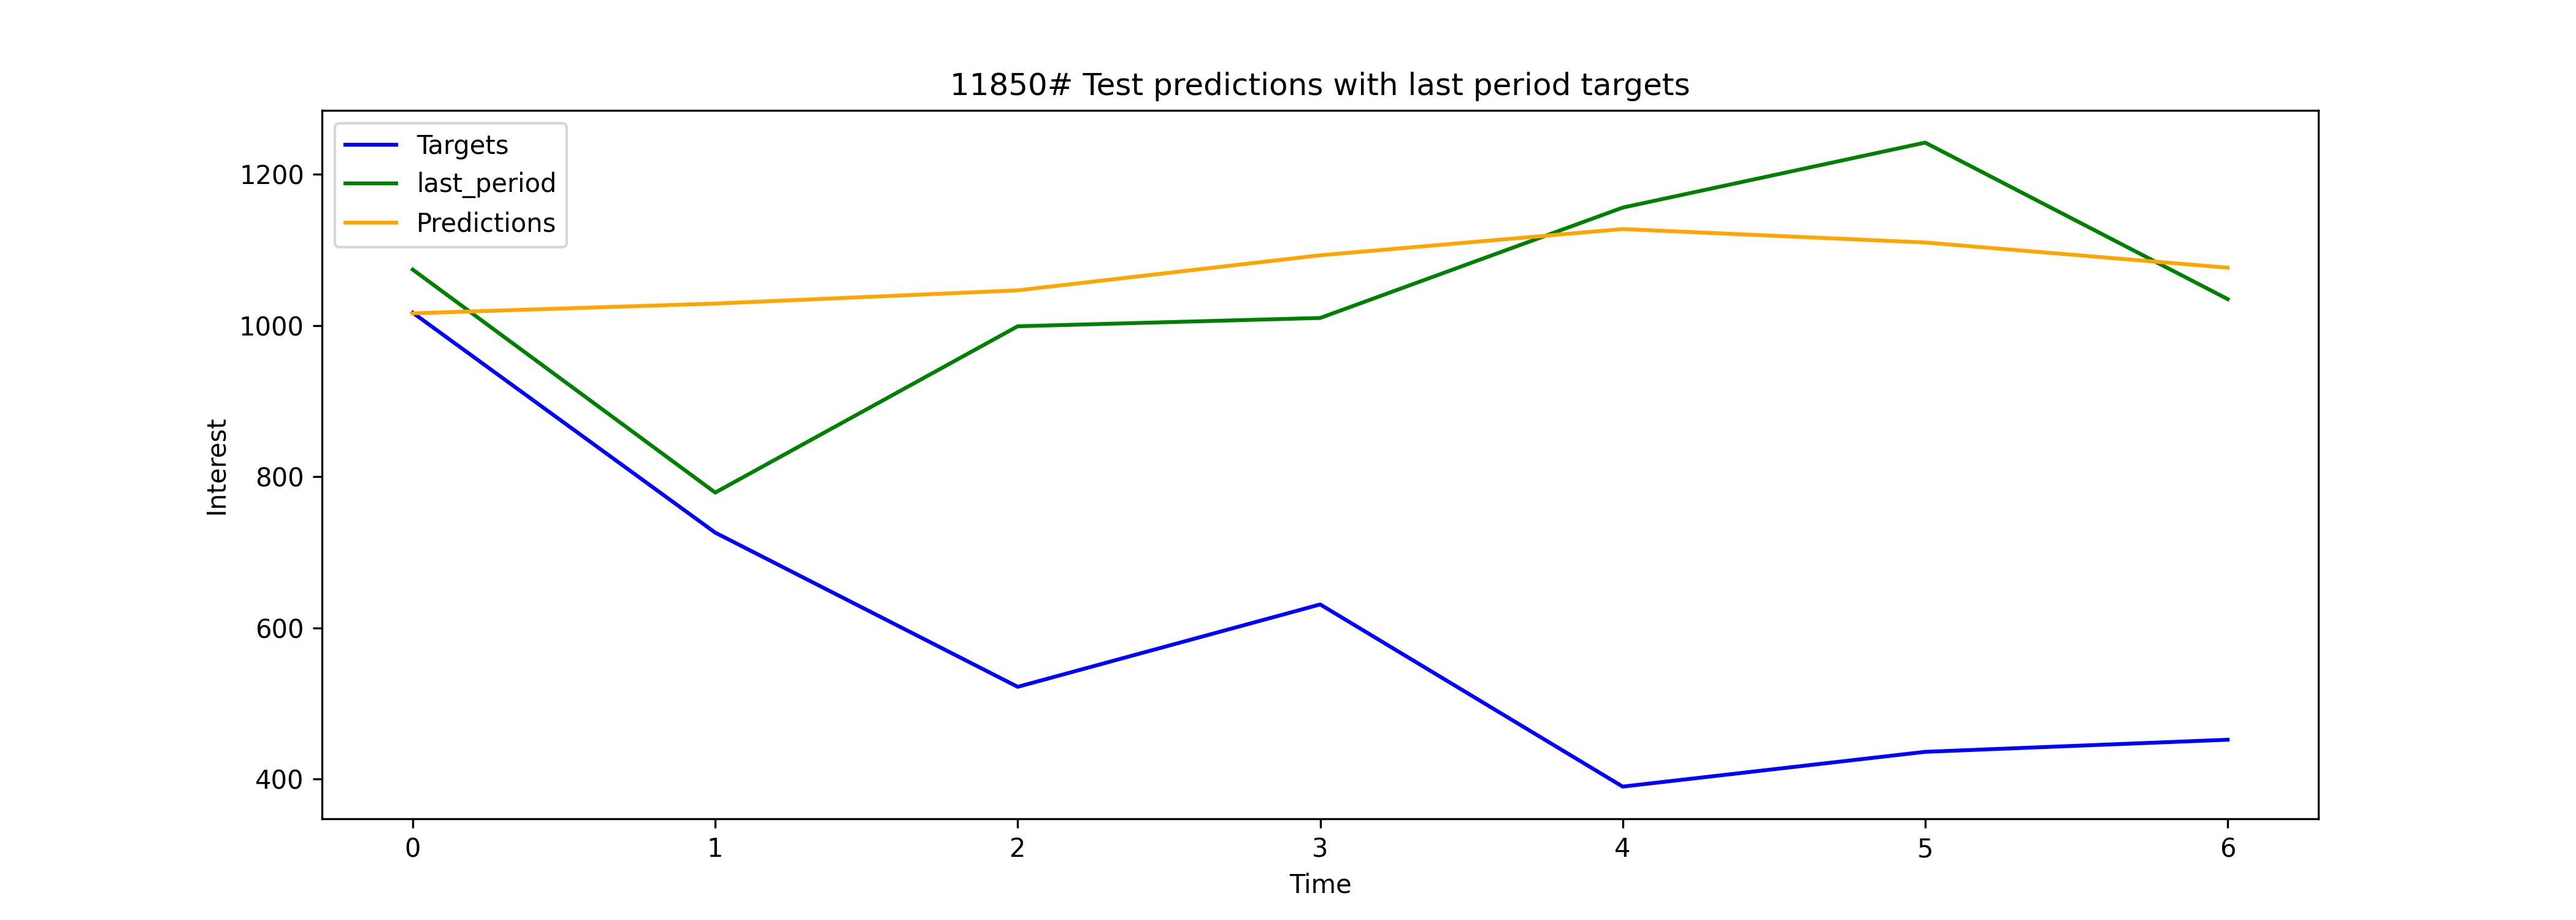 11850# Test predictions with last period targets
Targets
last_period
Predictions
1200
1000
800
600
400
Interest
0 1 2 3 4 5 6
Time